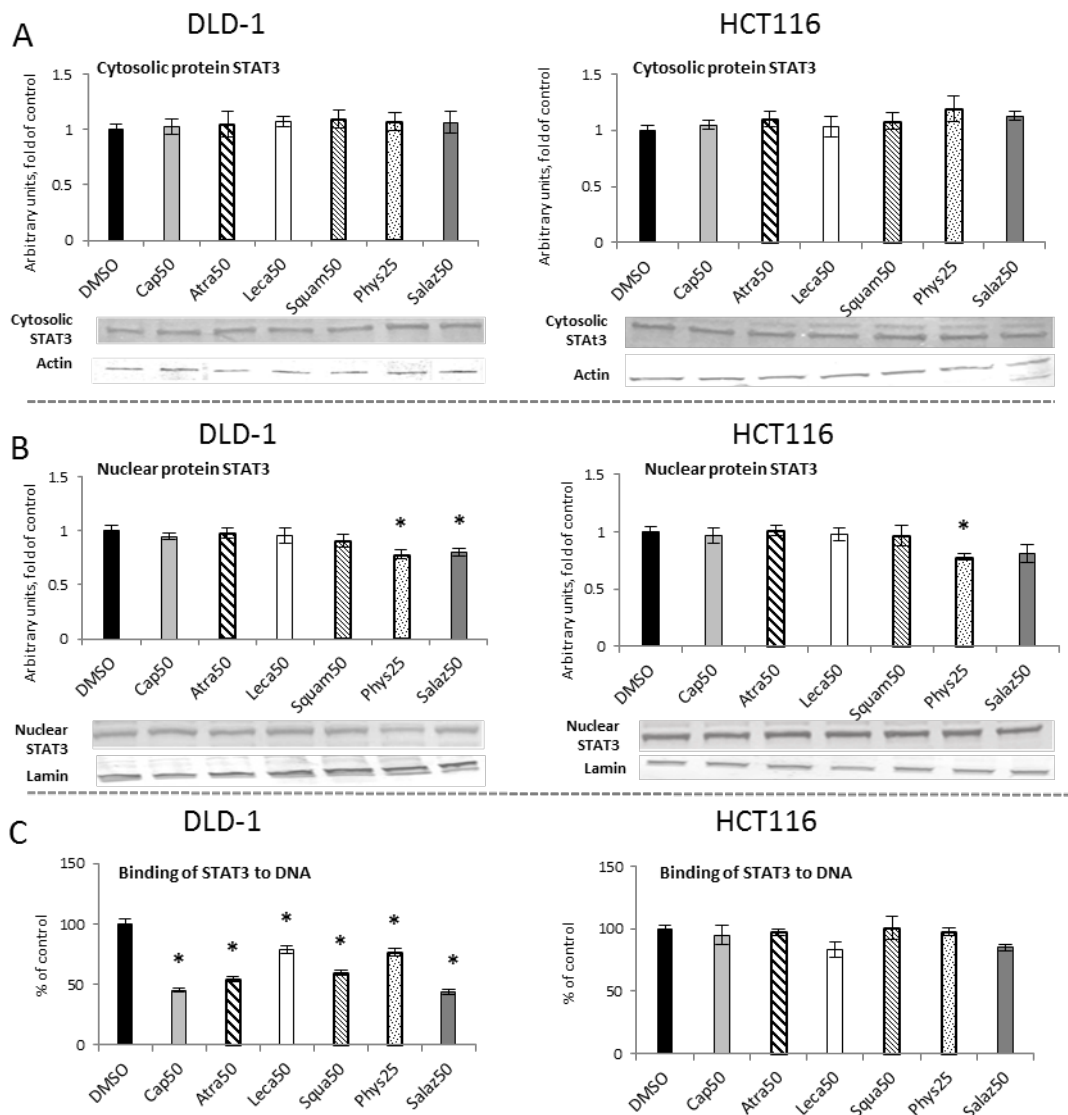 A
DLD-1
HCT116
Cytosolic protein STAT3
Arbitrary units, fold of control
1.5
1
0.5
0
DMSO
Cap50
Atra50
Leca50
Squam50
Phys25
Salaz50
Cytosolic
STAT3
Actin
Cytosolic protein STAT3
Arbitrary units, fold of control
1.5
1
0.5
0
DMSO
Cap50
Atra50
Leca50
Squam50
Phys25
Salaz50
Cytosolic
STAt3
Actin
B
DLD-1
HCT116
Nuclear protein STAT3
Arbitrary units, fold of control
1.5
1
0.5
0
*
*
DMSO
Cap50
Atra50
Leca50
Squam50
Phys25
Salaz50
Nuclear
STAT3
Lamin
Nuclear protein STAT3
Arbitrary units, fold of control
1.5
1
0.5
0
*
DMSO
Cap50
Atra50
Leca50
Squam50
Phys25
Salaz50
Nuclear
STAT3
Lamin
C
DLD-1
HCT116
Binding of STAT3 to DNA
% of control
150
100
50
0
*
*
*
*
*
*
DMSO
Cap50
Atra50
Leca50
Squa50
Phys25
Salaz50
Binding of STAT3 to DNA
% of control
150
100
50
0
DMSO
Cap50
Atra50
Leca50
Squa50
Phys25
Salaz50